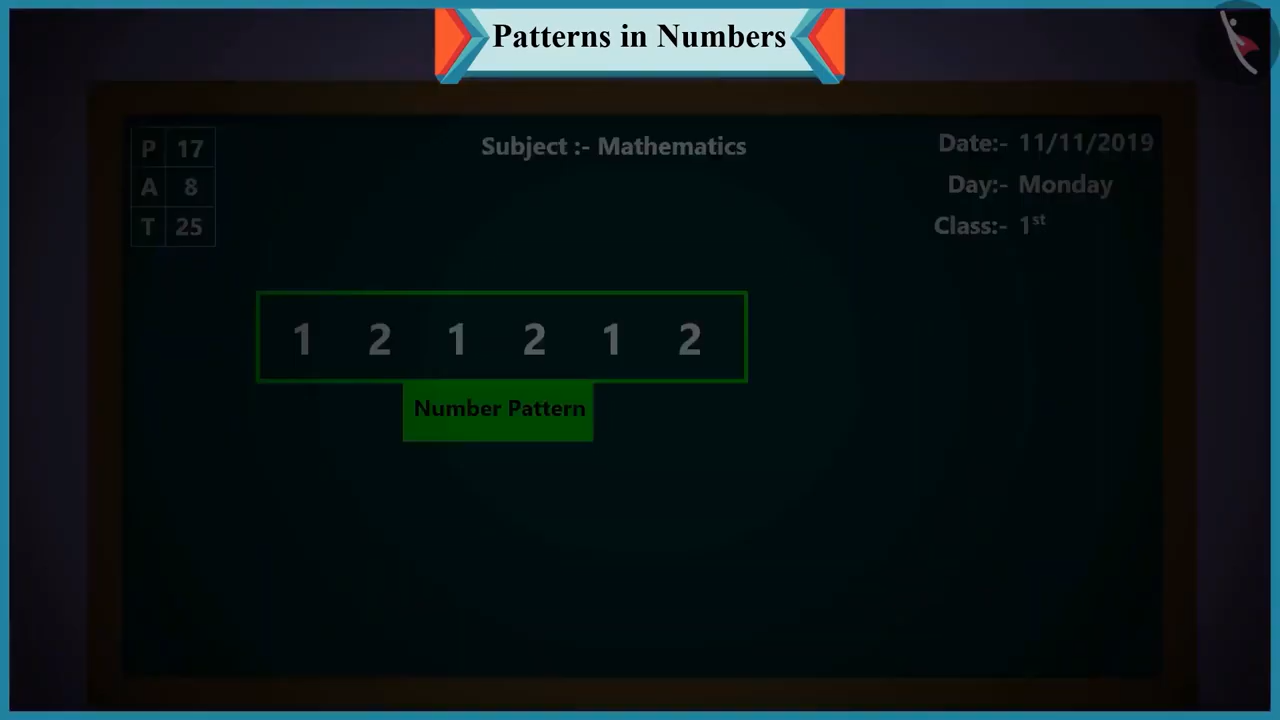 Patterns in Numbers
P 17
A 8
T 25
Subject :- Mathematics
Date:- 11/11/2019
Day:- Monday
Class:- 1st
1 2 1 2 1 2
Number Pattern